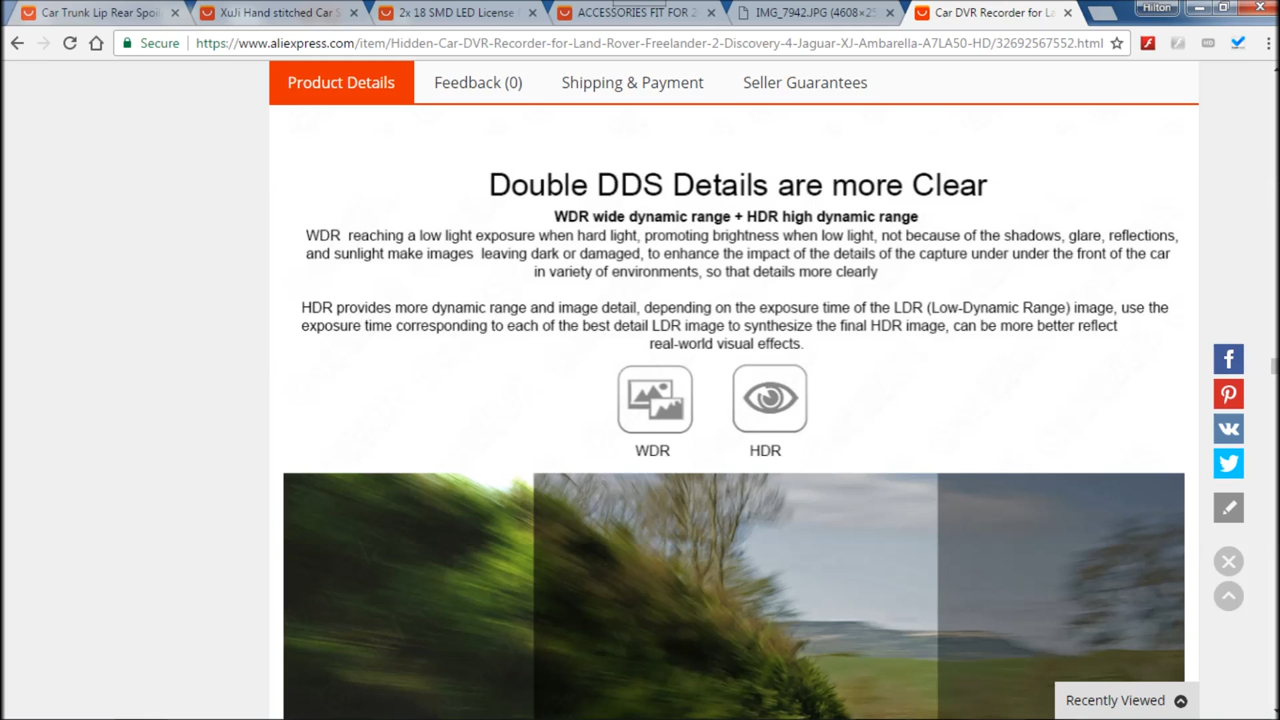 Car Trunk Lip Rear Spoi
XuJi Hand stitched Car S
2x 18 SMD LED License
ACCESSORIES FIT FOR 2
IMG_7942.JPG (4608×25
Car DVR Recorder for La
Hilton
Secure
https://www.aliexpress.com/item/Hidden-Car-DVR-Recorder-for-Land-Rover-Freelander-2-Discovery-4-Jaguar-XJ-Ambarella-A7LA50-HD/32692567552.html
Product Details
Feedback (0)
Shipping & Payment
Seller Guarantees
Double DDS Details are more Clear
WDR wide dynamic range + HDR high dynamic range
WDR reaching a low light exposure when hard light, promoting brightness when low light, not because of the shadows, glare, reflections,
and sunlight make images leaving dark or damaged, to enhance the impact of the details of the capture under under the front of the car
in variety of environments, so that details more clearly
HDR provides more dynamic range and image detail, depending on the exposure time of the LDR (Low-Dynamic Range) image, use the
exposure time corresponding to each of the best detail LDR image to synthesize the final HDR image, can be more better reflect
real-world visual effects.
WDR
HDR
Recently Viewed